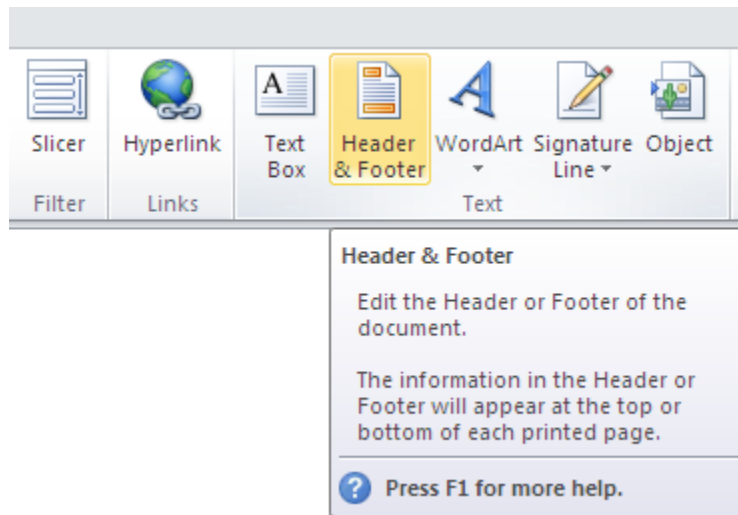 A
A
Slicer Hyperlink Text Header WordArt Signature Object
Box & Footer Line
Filter Links Text
Header & Footer
Edit the Header or Footer of the
document.
The information in the Header or
Footer will appear at the top or
bottom of each printed page.
? Press F1 for more help.